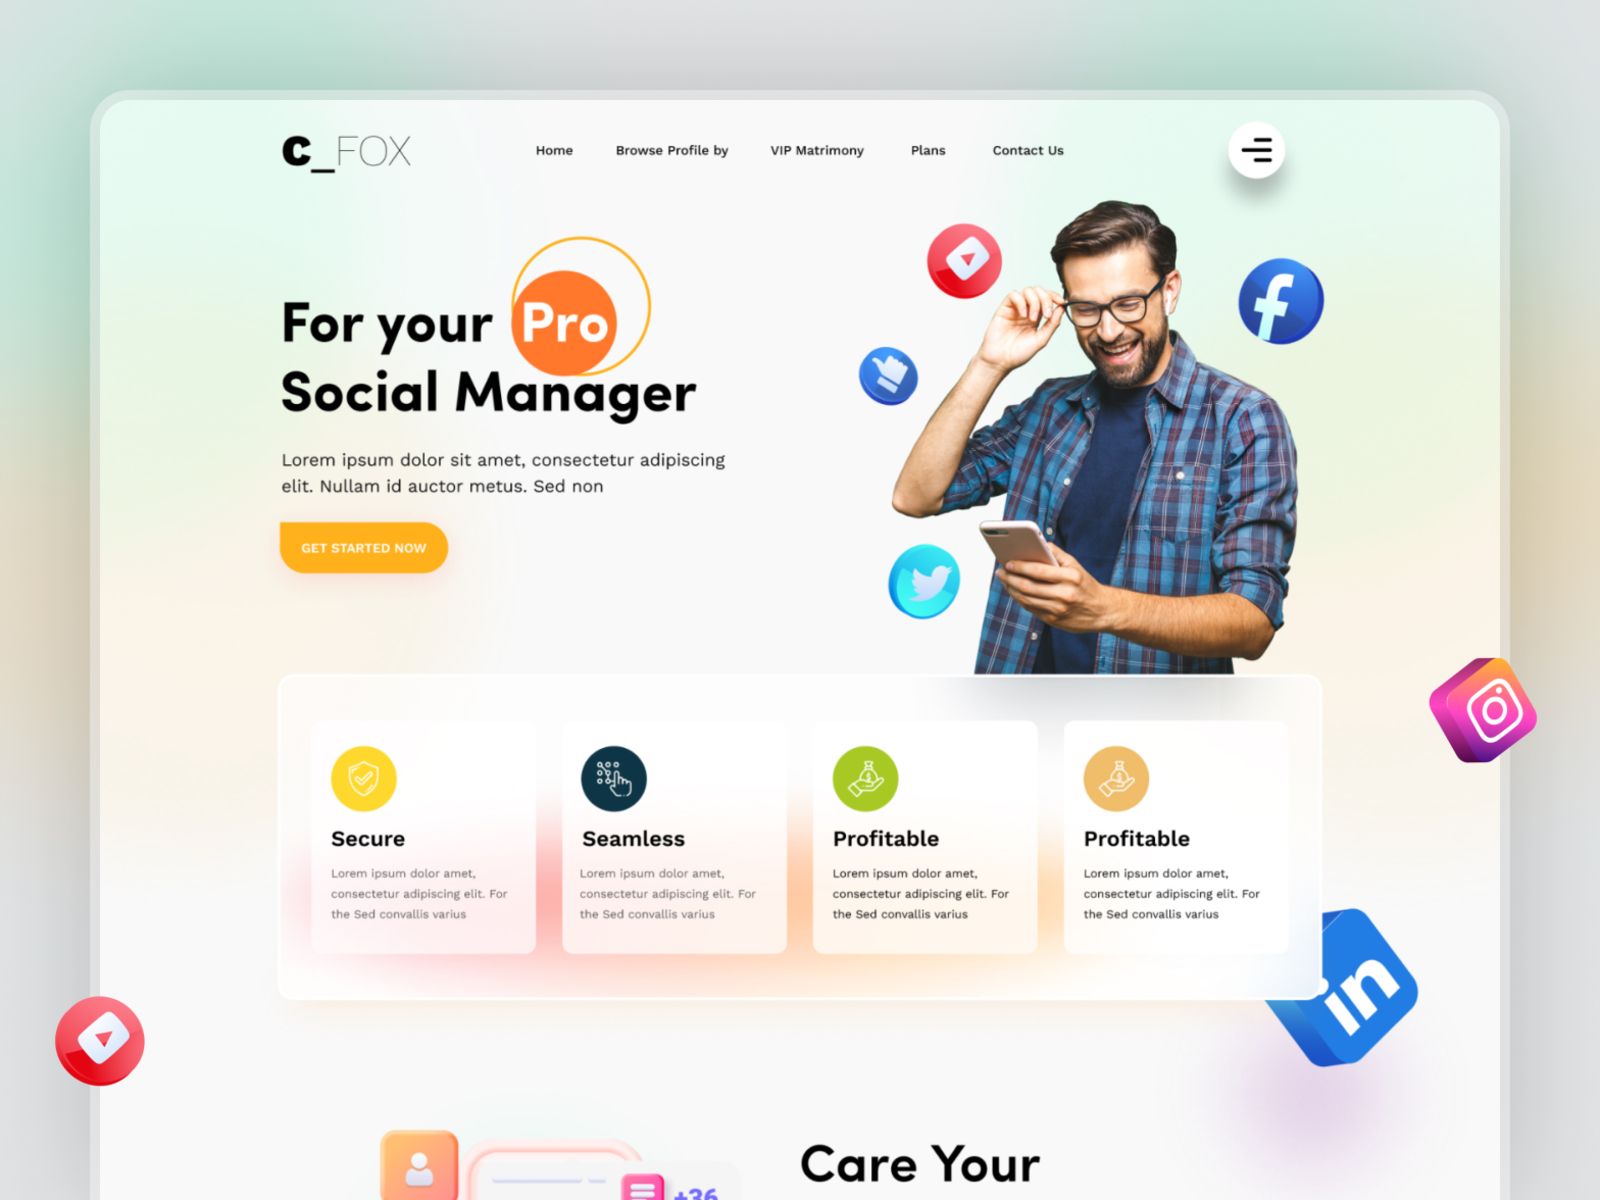 C_FOX
Home
Browse Profile by
VIP Matrimony
Plans
Contact Us
For your Pro
Social Manager
Lorem ipsum dolor sit amet, consectetur adipiscing
elit. Nullam id auctor metus. Sed non
GET STARTED NOW
Secure
Lorem ipsum dolor amet,
consectetur adipiscing elit. For
the Sed convallis varius
Seamless
Lorem ipsum dolor amet,
consectetur adipiscing elit. For
the Sed convallis varius
Profitable
Lorem ipsum dolor amet,
consectetur adipiscing elit. For
the Sed convallis varius
Profitable
Lorem ipsum dolor amet,
consectetur adipiscing elit. For
the Sed convallis varius
in
Care Your
+36